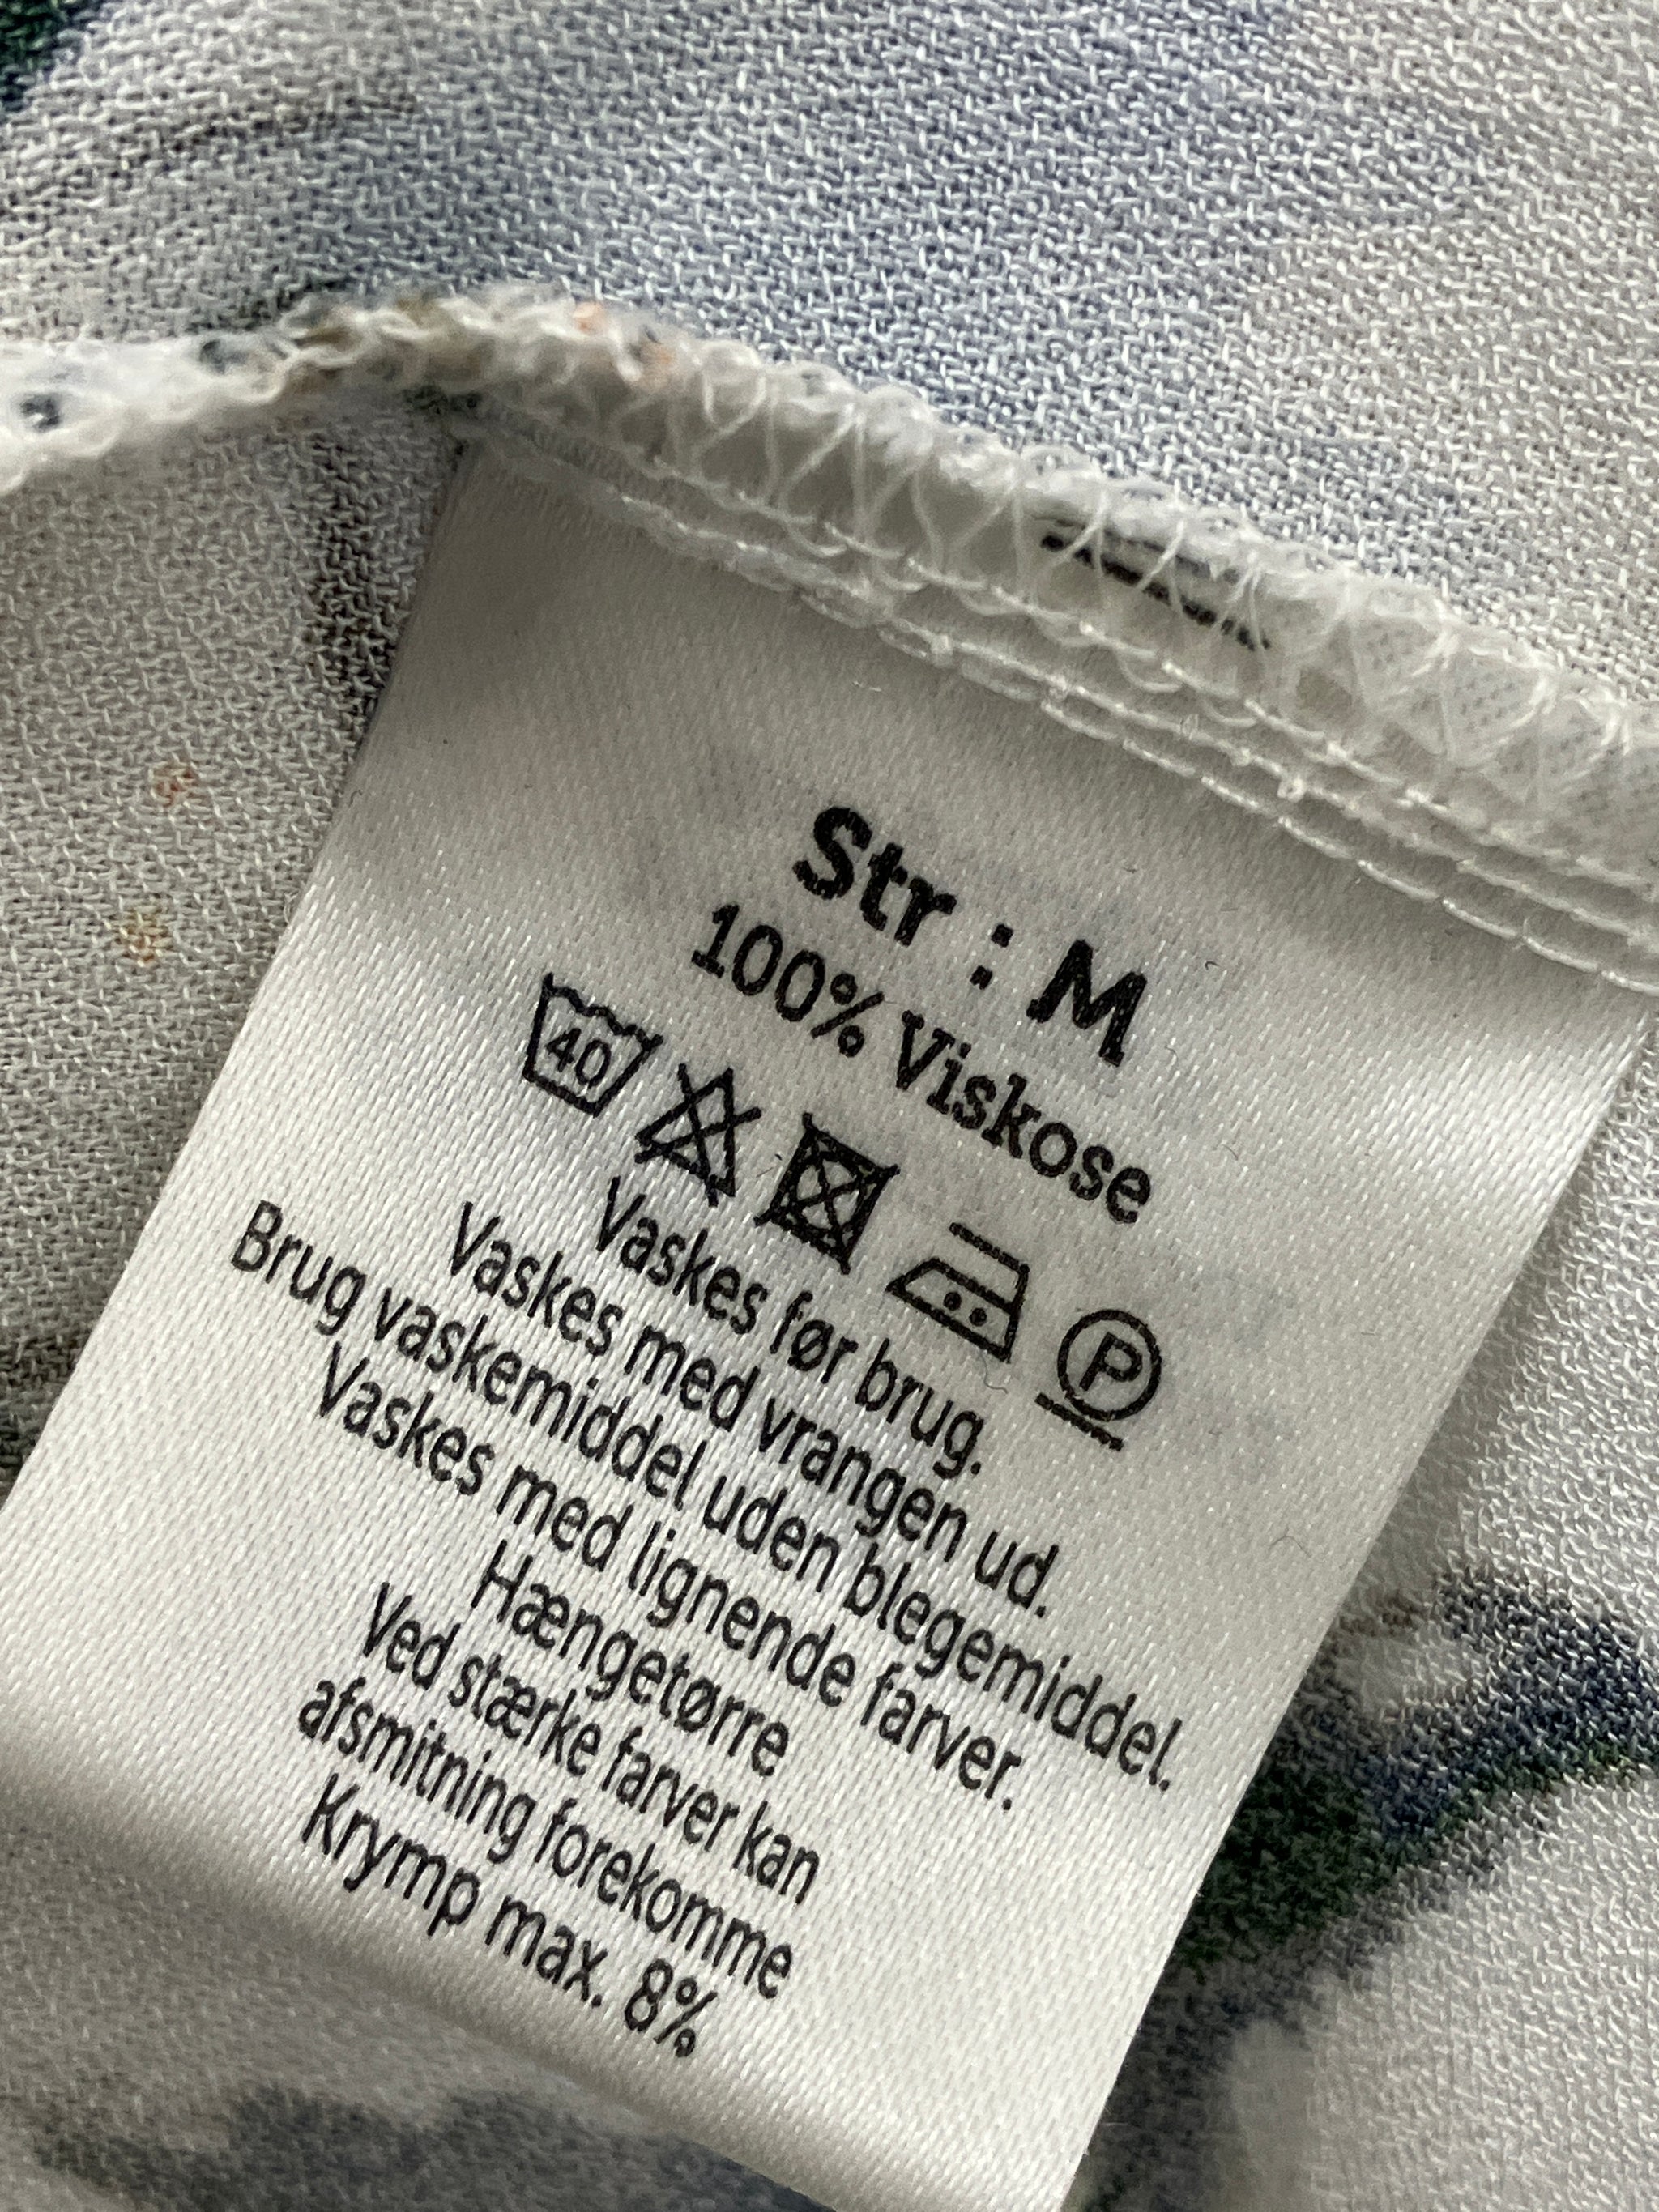 Str : M
100% Viskose
40
P
Vaskes før brug.
Vaskes med vrangen ud.
Brug vaskemiddel uden blegemiddel.
Vaskes med lignende farver.
Hængetørre
Ved stærke farver kan
afsmitning forekomme
Krymp max. 8%